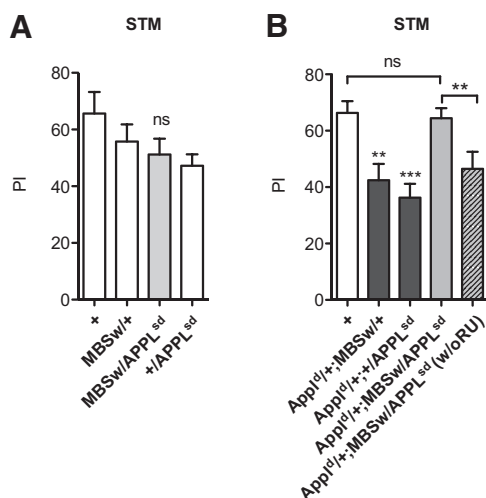 A
STM
PI
80
60
40
20
0
ns
+
MBSw/+
MBSw/APPLsd
+/APPLsd
B
STM
PI
80
60
40
20
0
ns
**
**
***
+
Appld/+;MBSw/+
Appld/+;+/APPLsd
Appld/+;MBSw/APPLsd
Appld/+;MBSw/APPLsd (w/oRU)